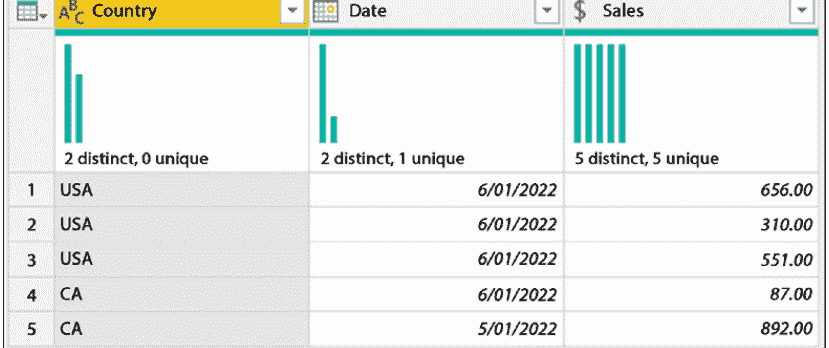 ABC Country Date $ Sales
2 distinct, 0 unique 2 distinct, 1 unique 5 distinct, 5 unique
1 USA 6/01/2022 656.00
2 USA 6/01/2022 310.00
3 USA 6/01/2022 551.00
4 CA 6/01/2022 87.00
5 CA 5/01/2022 892.00